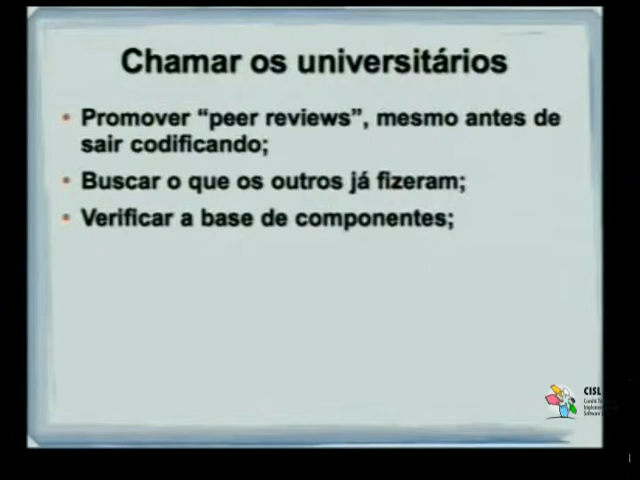 Chamar os universitários
• Promover “peer reviews”, mesmo antes de
sair codificando;
• Buscar o que os outros já fizeram;
• Verificar a base de componentes;
CISL